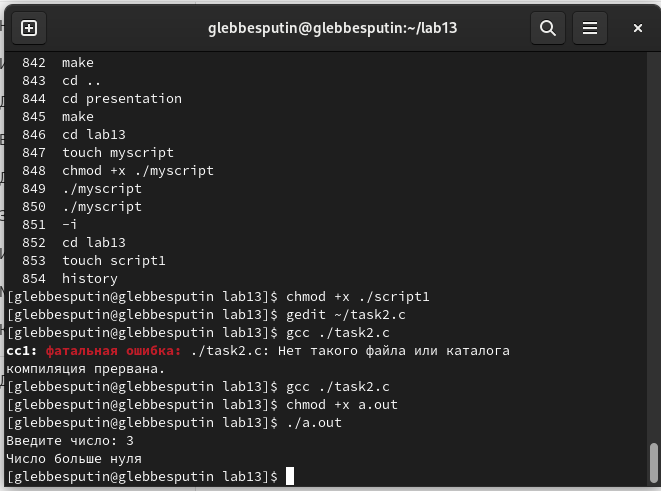 glebbesputin@glebbesputin:~/lab13
842 make
843 cd ..
844 cd presentation
845 make
846 cd lab13
847 touch myscript
848 chmod +x ./myscript
849 ./myscript
850 ./myscript
851 -i
852 cd lab13
853 touch script1
854 history
[glebbesputin@glebbesputin lab13]$ chmod +x ./script1
[glebbesputin@glebbesputin lab13]$ gedit ~/task2.c
[glebbesputin@glebbesputin lab13]$ gcc ./task2.c
cc1: фатальная ошибка: ./task2.c: Нет такого файла или каталога
компиляция прервана.
[glebbesputin@glebbesputin lab13]$ gcc ./task2.c
[glebbesputin@glebbesputin lab13]$ chmod +x a.out
[glebbesputin@glebbesputin lab13]$ ./a.out
Введите число: 3
Число больше нуля
[glebbesputin@glebbesputin lab13]$